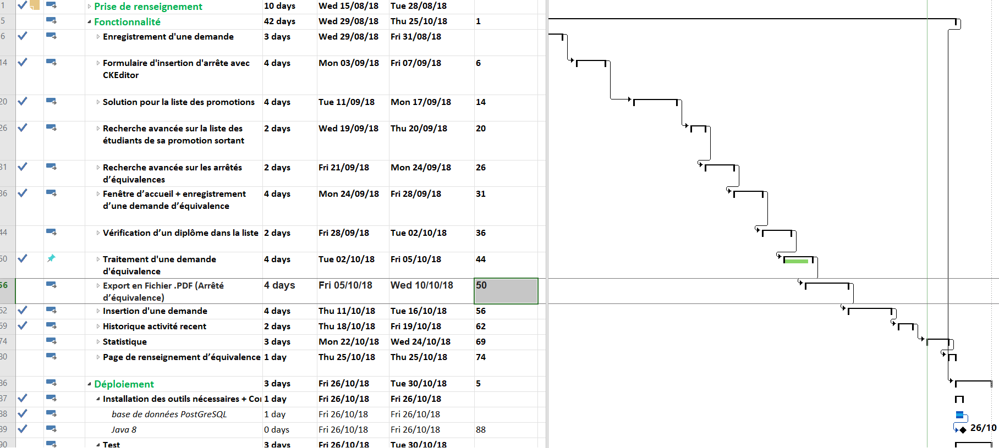 1 Prise de renseignement 10 days Wed 15/08/18 Tue 28/08/18
5 Fonctionnalité 42 days Wed 29/08/18 Thu 25/10/18 1
6 Enregistrement d'une demande 3 days Wed 29/08/18 Fri 31/08/18
14 Formulaire d'insertion d'arrête avec 4 days Mon 03/09/18 Fri 07/09/18 6
CKEditor
20 Solution pour la liste des promotions 4 days Tue 11/09/18 Mon 17/09/18 14
26 Recherche avancée sur la liste des 2 days Wed 19/09/18 Thu 20/09/18 20
étudiants de sa promotion sortant
31 Recherche avancée sur les arrêtés 2 days Fri 21/09/18 Mon 24/09/18 26
d’équivalences
36 Fenêtre d’accueil + enregistrement 4 days Mon 24/09/18 Fri 28/09/18 31
d’une demande d’équivalence
44 Vérification d’un diplôme dans la liste 2 days Fri 28/09/18 Tue 02/10/18 36
50 Traitement d'une demande 4 days Tue 02/10/18 Fri 05/10/18 44
d'équivalence
56 Export en Fichier .PDF (Arrêté 4 days Fri 05/10/18 Wed 10/10/18 50
d’équivalence)
62 Insertion d'une demande 4 days Thu 11/10/18 Tue 16/10/18 56
69 Historique activité recent 2 days Thu 18/10/18 Fri 19/10/18 62
74 Statistique 3 days Mon 22/10/18 Wed 24/10/18 69
80 Page de renseignement d’équivalence 1 day Thu 25/10/18 Thu 25/10/18 74
86 Déploiement 3 days Fri 26/10/18 Tue 30/10/18 5
87 Installation des outils nécessaires + 1 day Fri 26/10/18 Fri 26/10/18
88 base de données PostGreSQL 1 day Fri 26/10/18 Fri 26/10/18
89 Java 8 0 days Fri 26/10/18 Fri 26/10/18 88 26/10
90 Test 3 days Fri 26/10/18 Tue 30/10/18